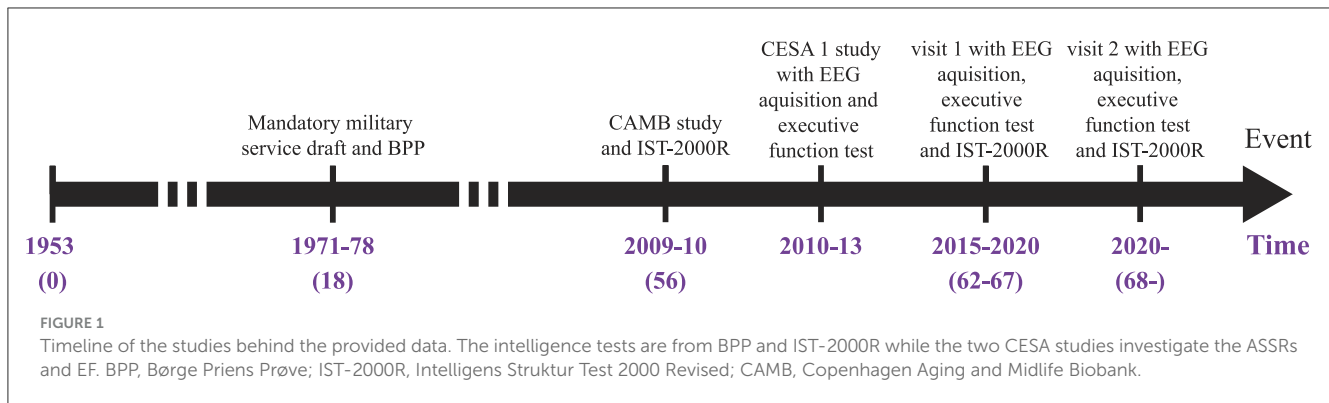 Mandatory military
service draft and BPP
CAMB study
and IST-2000R
CESA 1 study
with EEG
aquisition and
executive
function test
visit 1 with EEG
aquisition,
executive
function test
and IST-2000R
visit 2 with EEG
aquisition,
executive
function test
and IST-2000R
Event
1953
(0)
1971-78
(18)
2009-10
(56)
2010-13
2015-2020
(62-67)
2020-
(68-)
Time
FIGURE 1
Timeline of the studies behind the provided data. The intelligence tests are from BPP and IST-2000R while the two CESA studies investigate the ASSRs
and EF. BPP, Børge Priens Prøve; IST-2000R, Intelligens Struktur Test 2000 Revised; CAMB, Copenhagen Aging and Midlife Biobank.